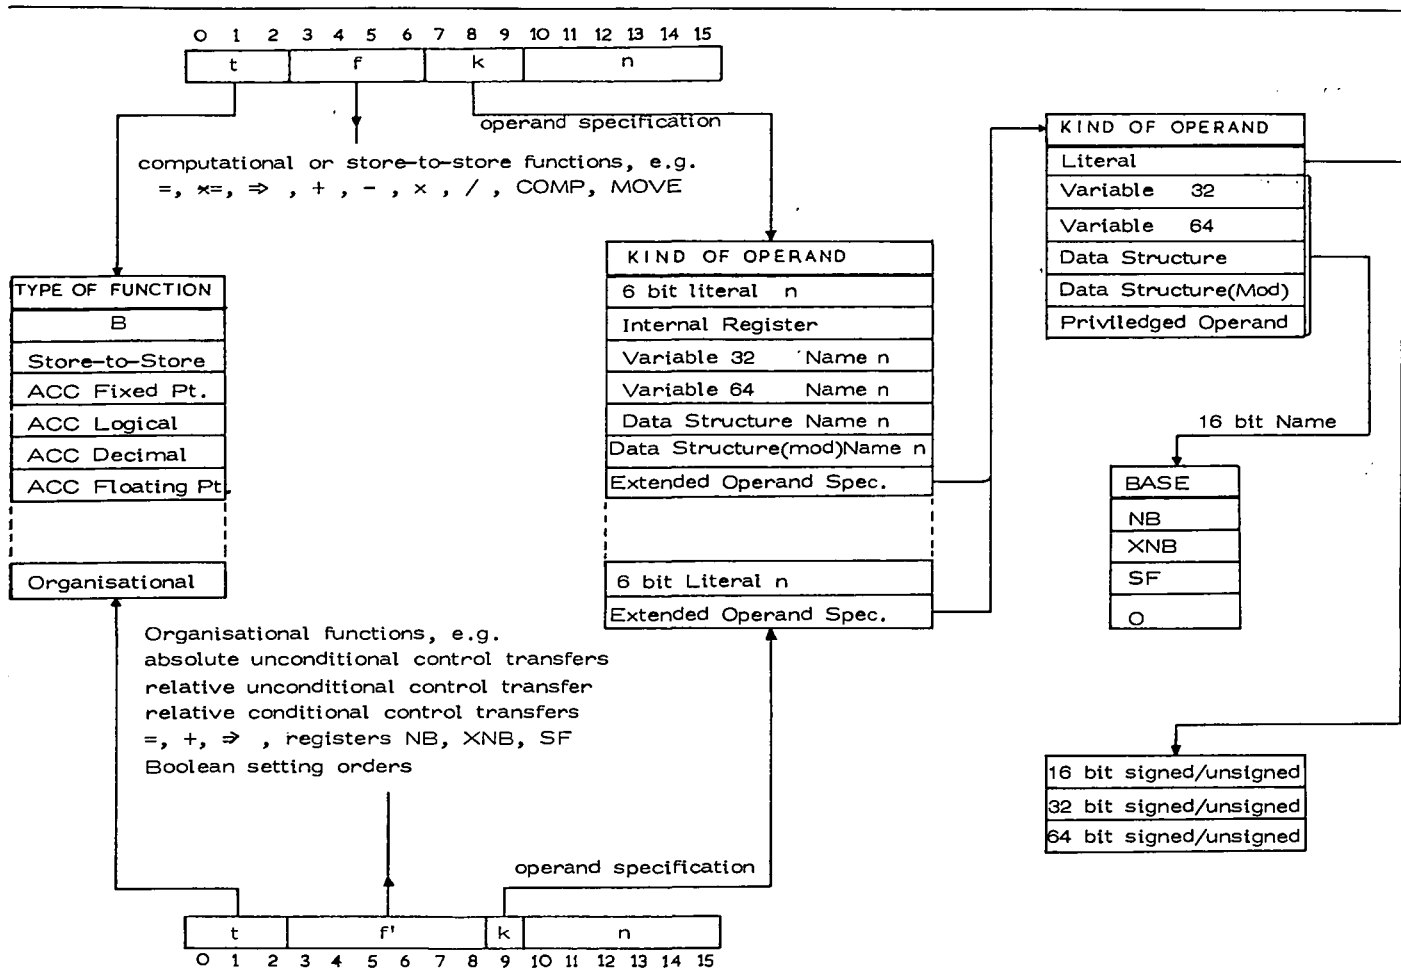 0 1 2 3 4 5 6 7 8 9 10 11 12 13 14 15
t f k n
operand specification
computational or store-to-store functions, e.g.
=, *=, ⇒ , + , - , × , / , COMP, MOVE
TYPE OF FUNCTION
B
Store-to-Store
ACC Fixed Pt.
ACC Logical
ACC Decimal
ACC Floating Pt.
Organisational
KIND OF OPERAND
6 bit literal n
Internal Register
Variable 32 Name n
Variable 64 Name n
Data Structure Name n
Data Structure(mod)Name n
Extended Operand Spec.
6 bit Literal n
Extended Operand Spec.
KIND OF OPERAND
Literal
Variable 32
Variable 64
Data Structure
Data Structure(Mod)
Priviledged Operand
16 bit Name
BASE
NB
XNB
SF
O
16 bit signed/unsigned
32 bit signed/unsigned
64 bit signed/unsigned
Organisational functions, e.g.
absolute unconditional control transfers
relative unconditional control transfer
relative conditional control transfers
=, +, ⇒ , registers NB, XNB, SF
Boolean setting orders
operand specification
t f' k n
0 1 2 3 4 5 6 7 8 9 10 11 12 13 14 15